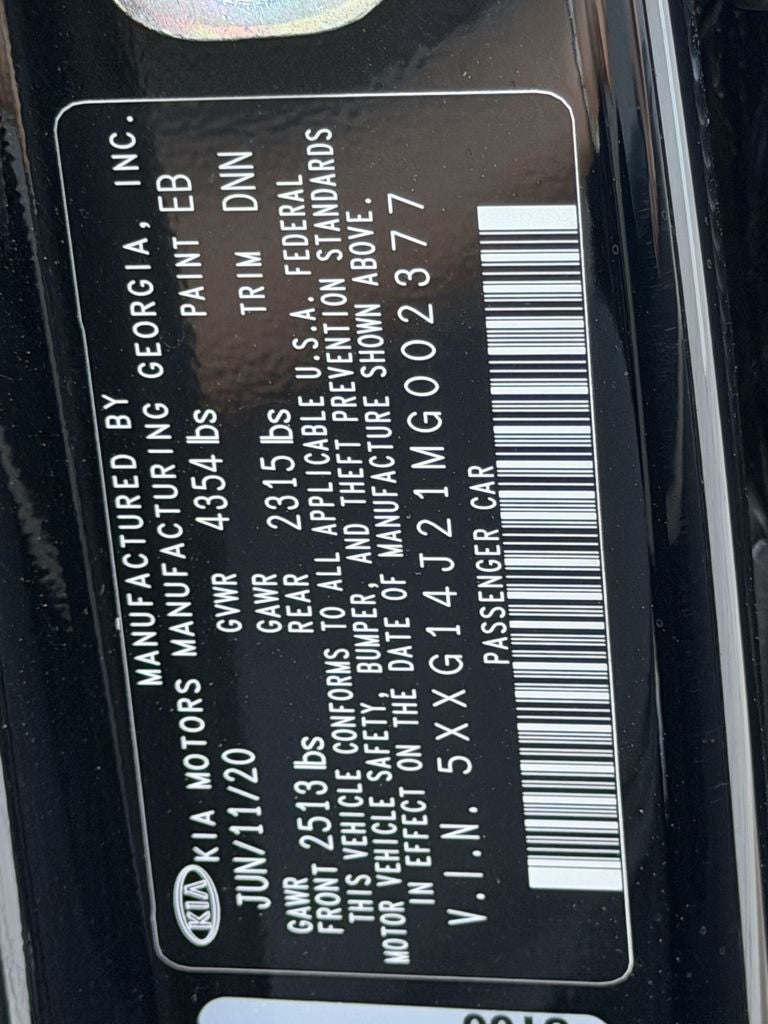 MANUFACTURED BY
KIA KIA MOTORS MANUFACTURING GEORGIA, INC.
JUN/11/20 GVWR 4354 lbs PAINT EB
GAWR FRONT 2513 lbs GAWR REAR 2315 lbs TRIM DNN
THIS VEHICLE CONFORMS TO ALL APPLICABLE U.S.A. FEDERAL
MOTOR VEHICLE SAFETY, BUMPER, AND THEFT PREVENTION STANDARDS
IN EFFECT ON THE DATE OF MANUFACTURE SHOWN ABOVE.
V.I.N. 5XXG14J21MG002377
PASSENGER CAR